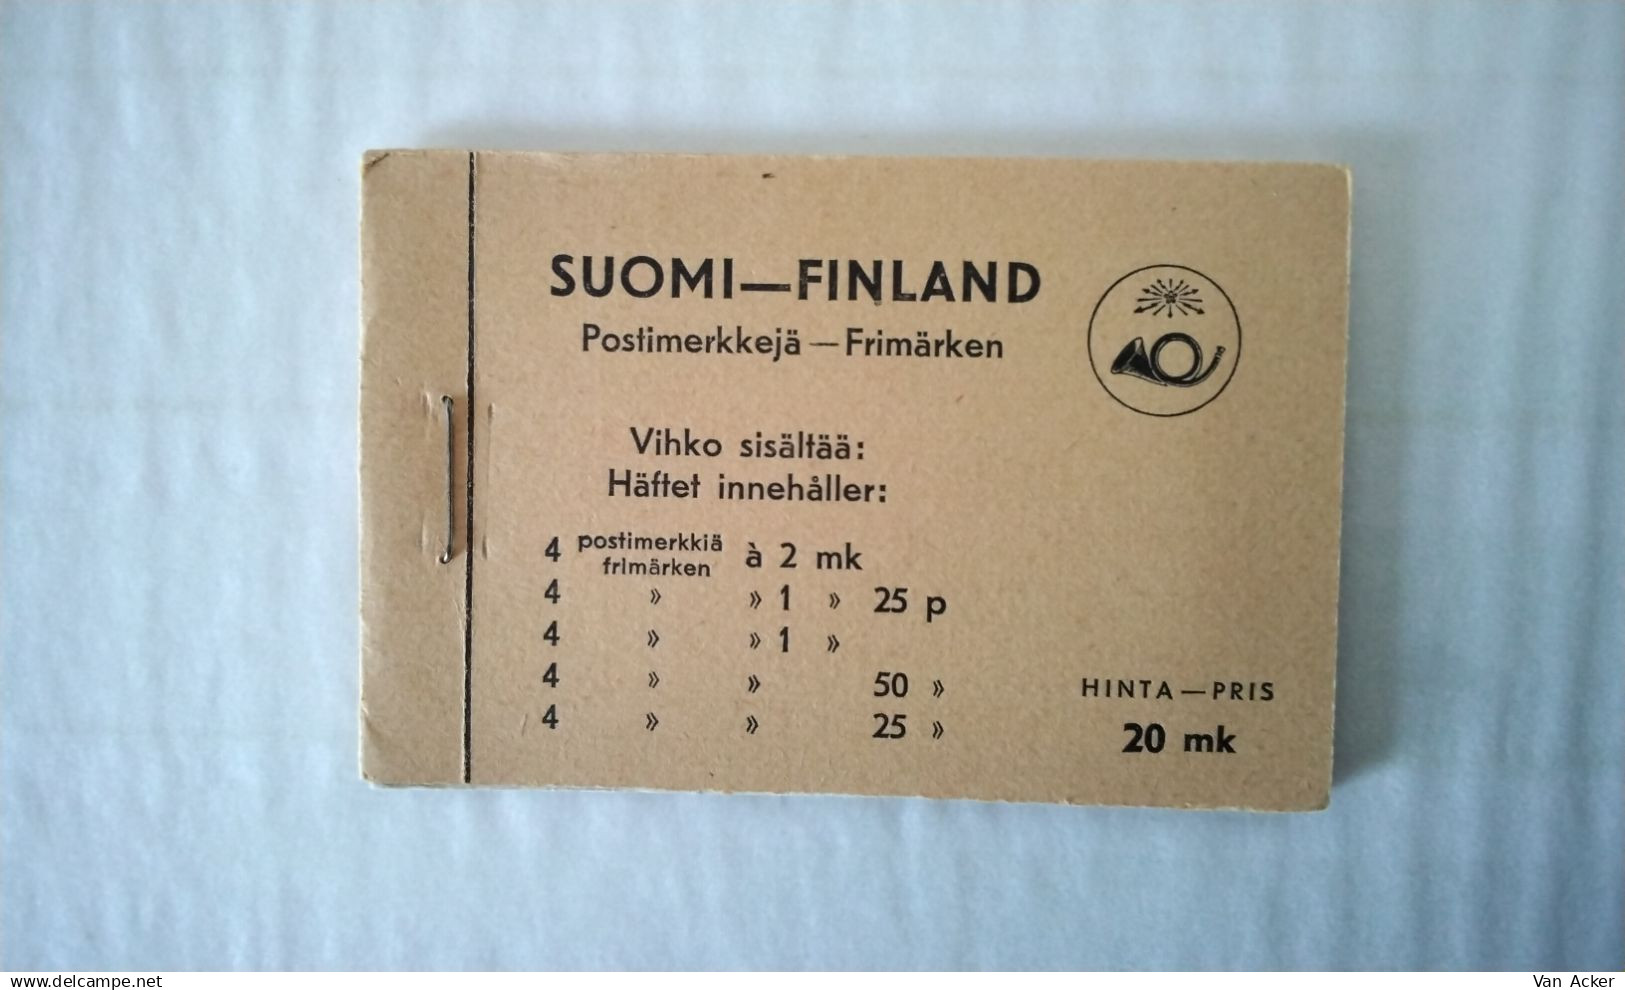 SUOMI—FINLAND
Postimerkkejä — Frimärken
Vihko sisältää:
Häftet innehåller:
4 postimerkkiä frimärken à 2 mk
4 » » 1 » 25 p
4 » » 1 »
4 » » 50 »
4 » » 25 »
HINTA — PRIS
20 mk
delcampe.net
Van Acker